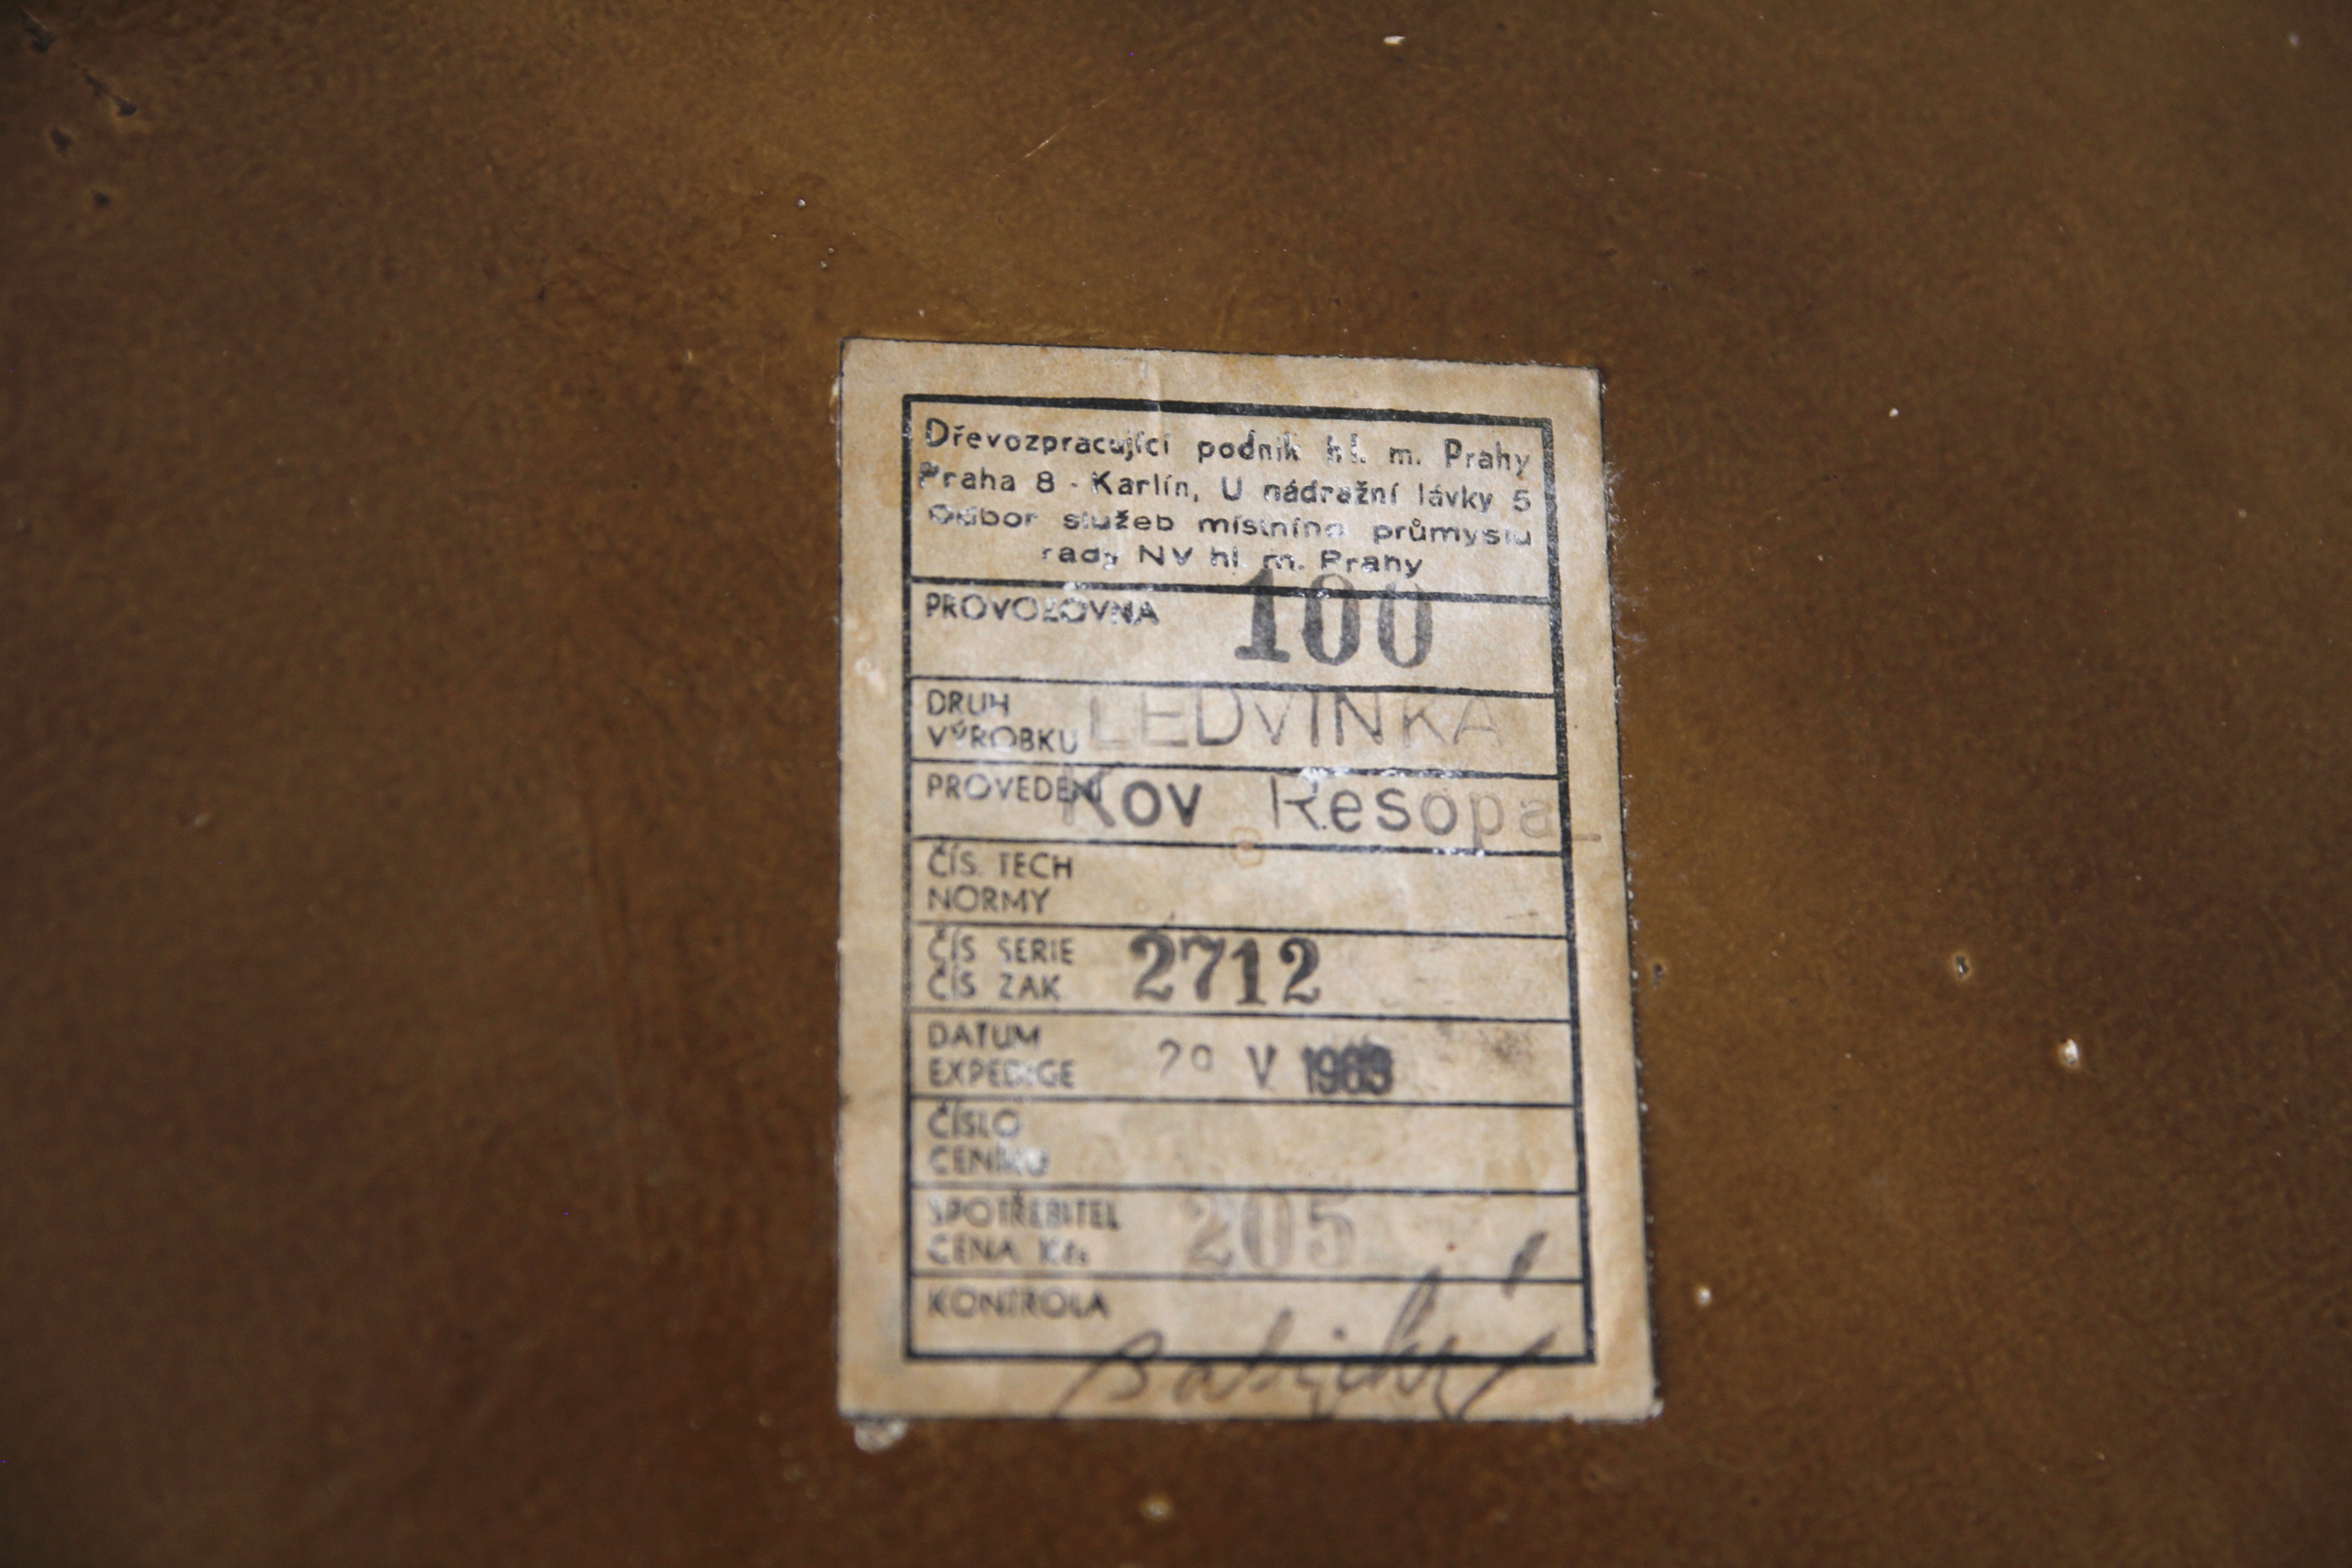 Dřevozpracující podnik hl. m. Prahy
Praha 8 - Karlín, U nádražní lávky 5
Odbor služeb místního průmyslu
rady NV hl. m. Prahy
PROVOZOVNA 100
DRUH
VÝROBKU LEDVINKA
PROVEDENÍ Kov Resopal
ČÍS. TECH
NORMY
ČÍS SERIE
ČÍS ZAK 2712
DATUM
EXPEDICE V
ČÍSLO
CENÍKU
SPOTŘEBITEL
CENA Kčs 205
KONTROLA